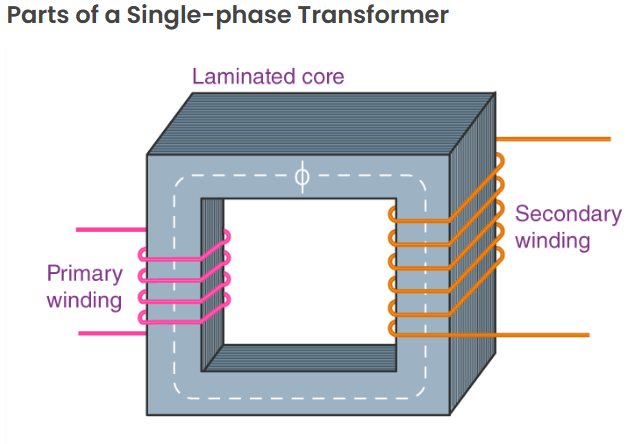 Parts of a Single-phase Transformer
Laminated core
ϕ
Secondary
winding
Primary
winding